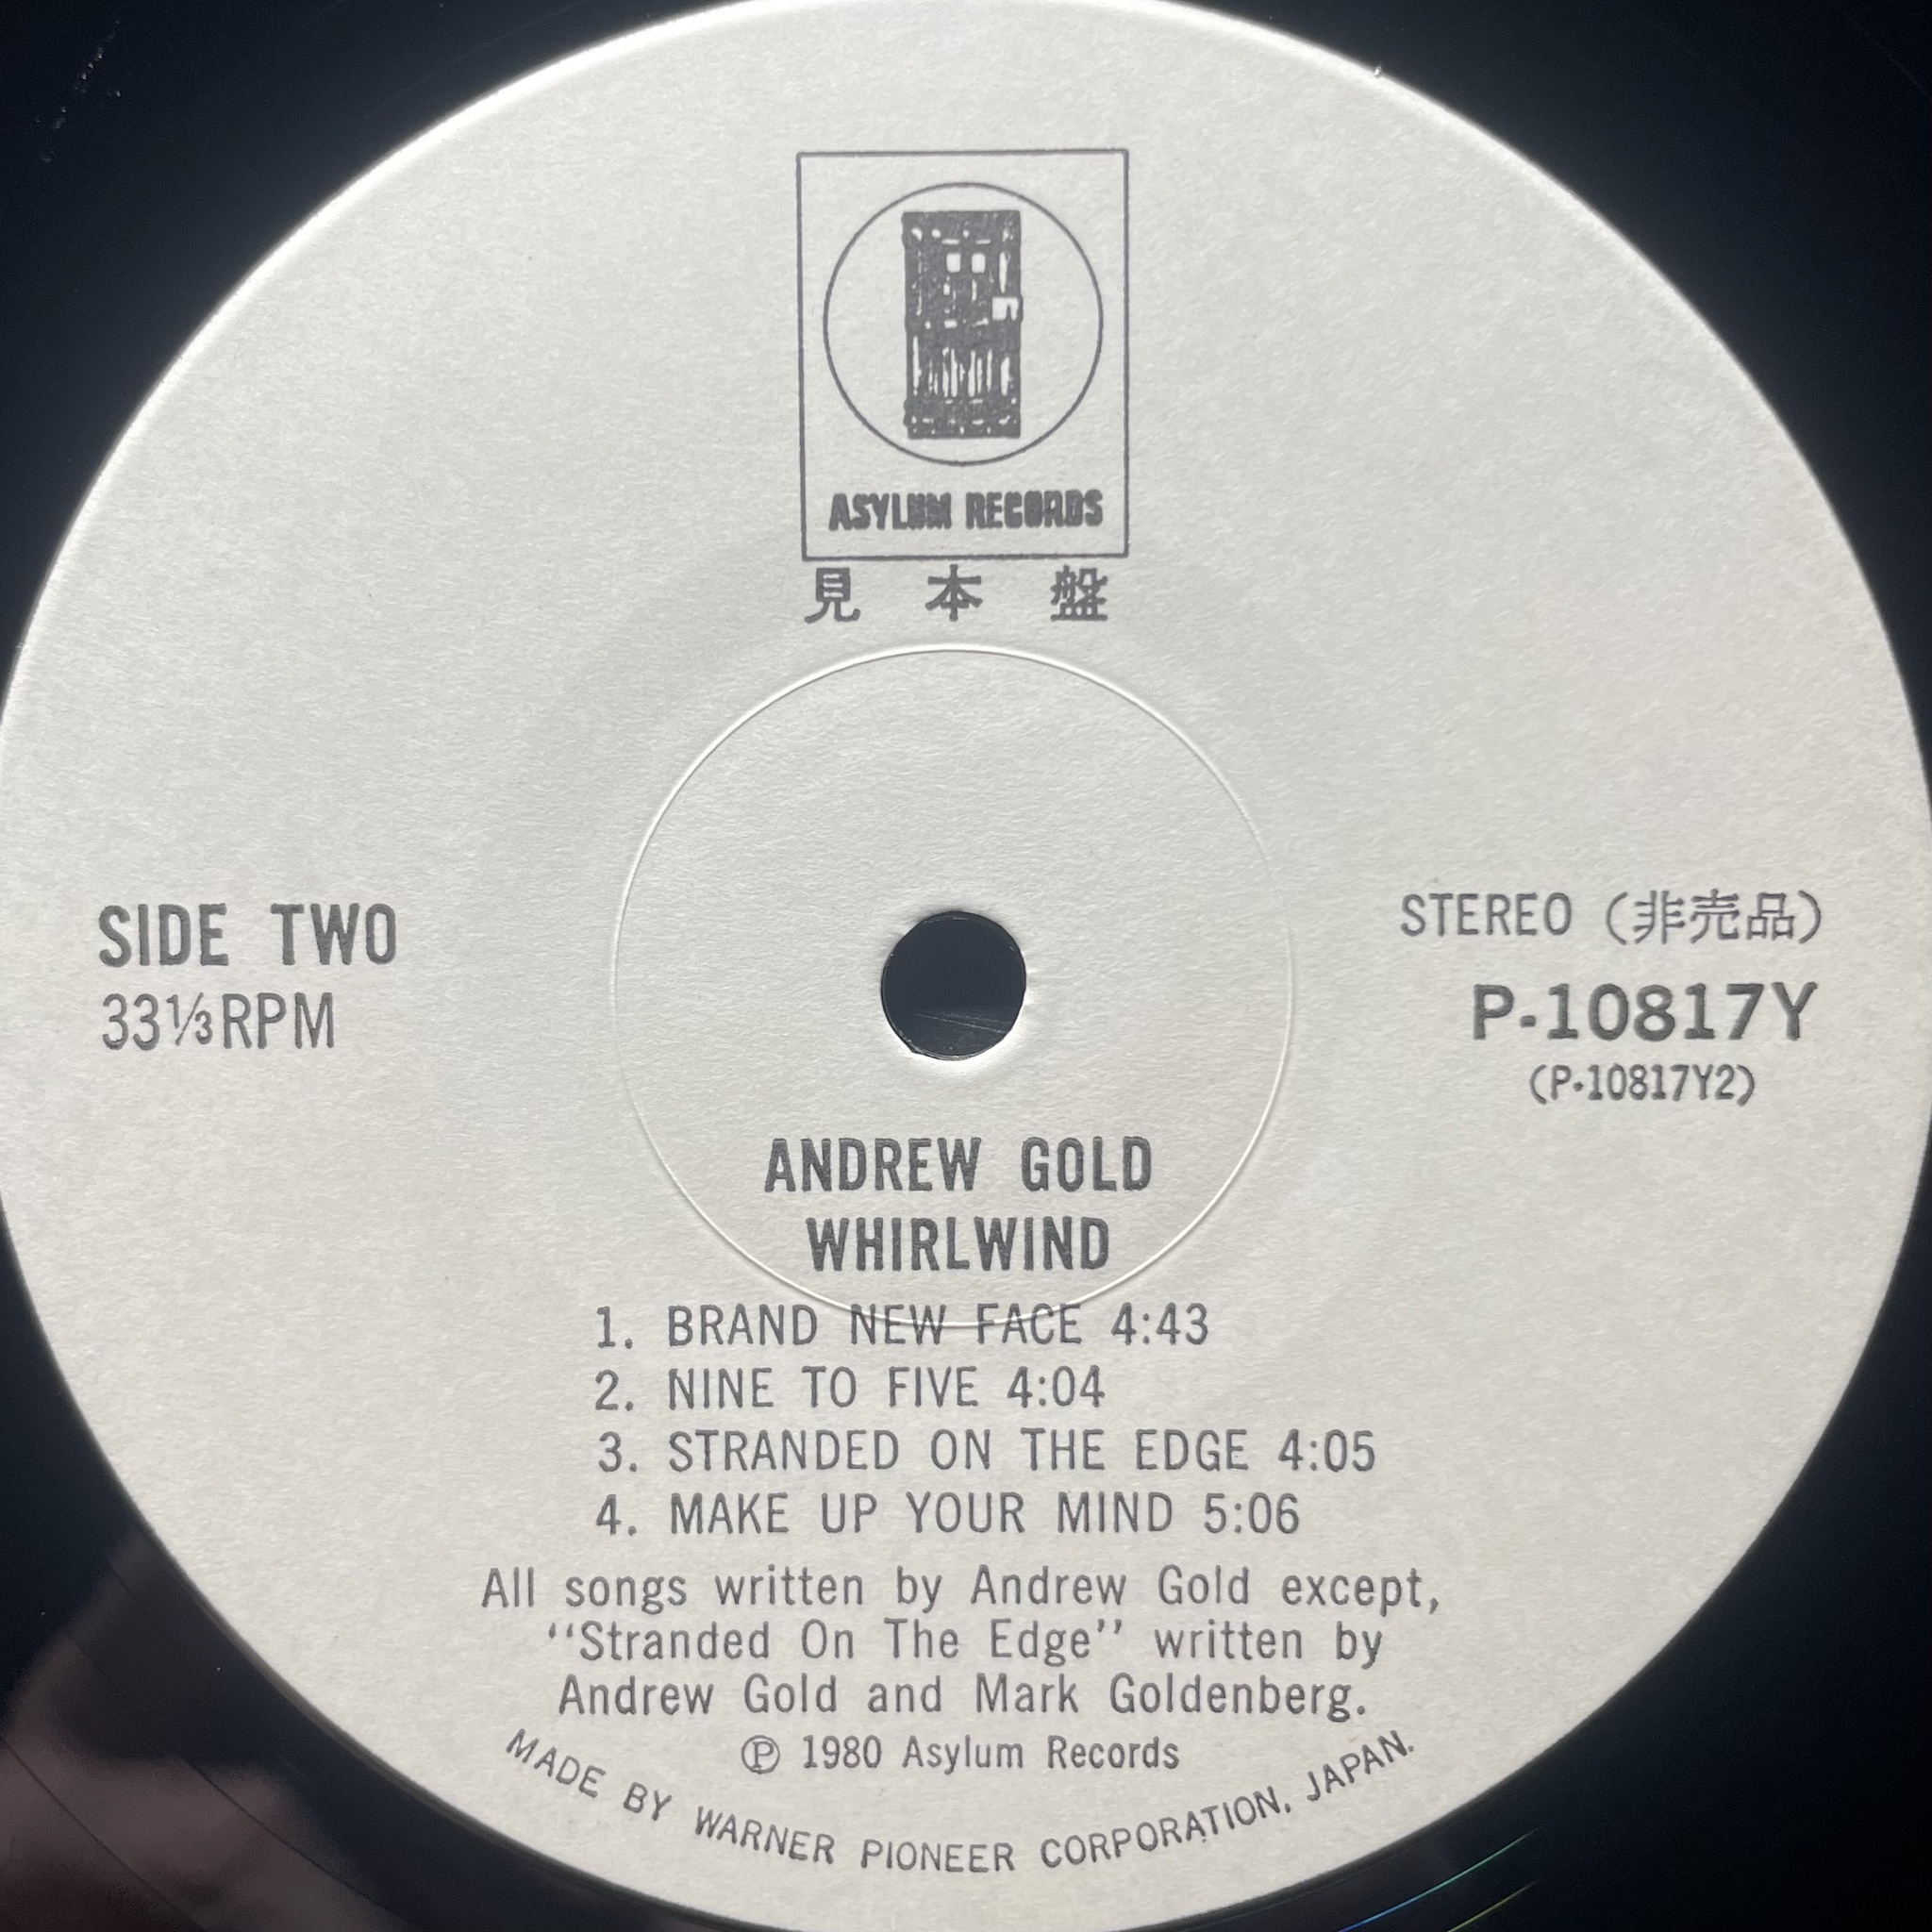 ASYLUM RECORDS
見本盤
SIDE TWO
33⅓RPM
STEREO (非売品)
P-10817Y
(P-10817Y2)
ANDREW GOLD
WHIRLWIND
1. BRAND NEW FACE 4:43
2. NINE TO FIVE 4:04
3. STRANDED ON THE EDGE 4:05
4. MAKE UP YOUR MIND 5:06
All songs written by Andrew Gold except,
‘‘Stranded On The Edge’’ written by
Andrew Gold and Mark Goldenberg.
℗ 1980 Asylum Records
MADE BY WARNER PIONEER CORPORATION, JAPAN.